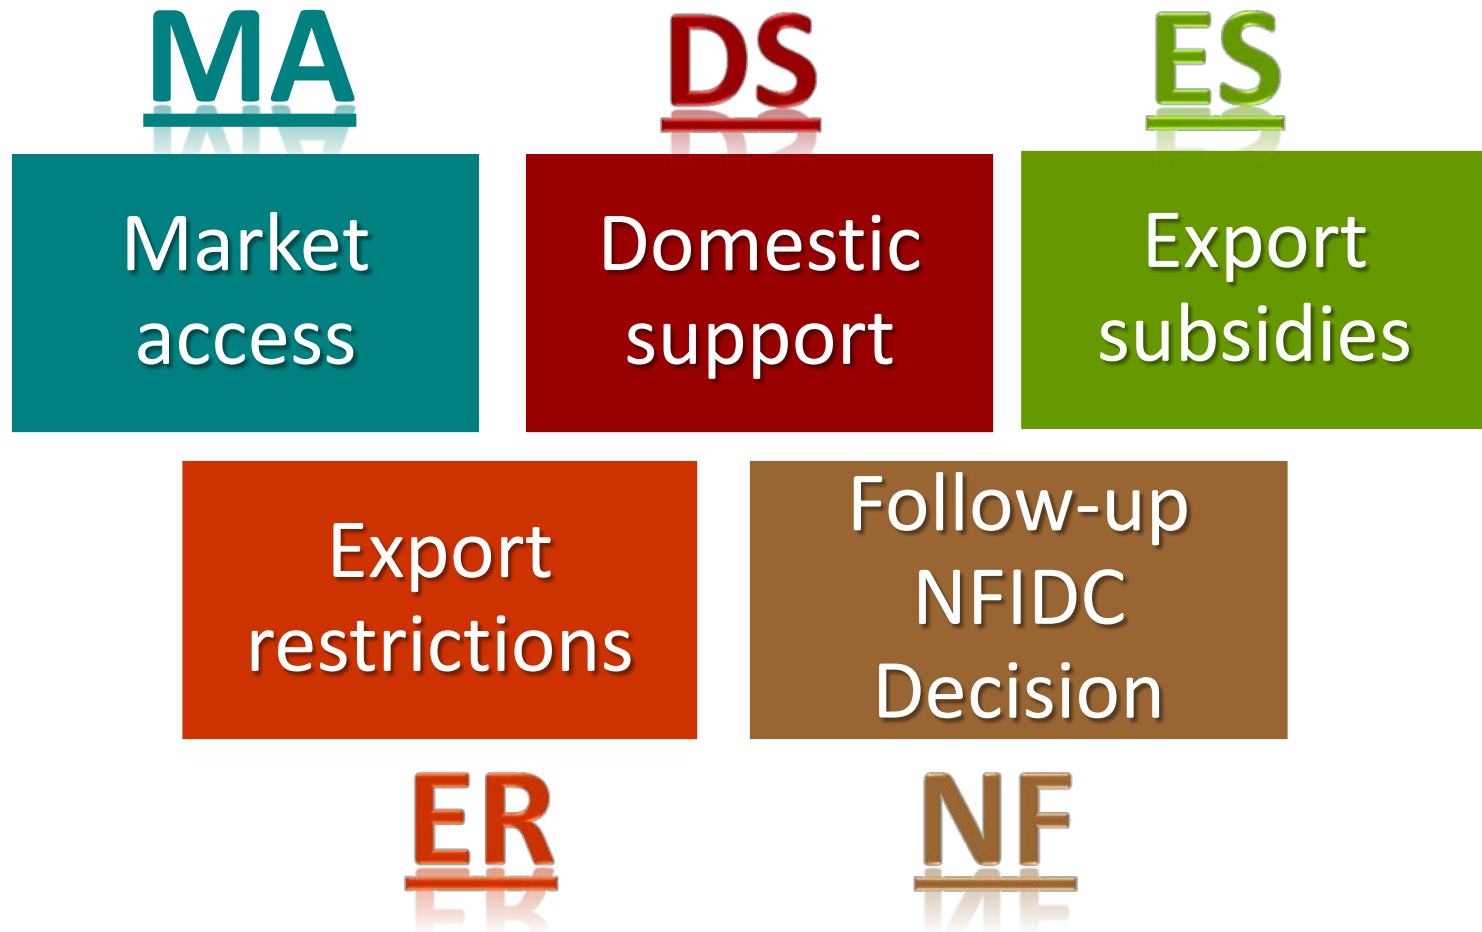 MA
DS
ES
Market
access
Domestic
support
Export
subsidies
Export
restrictions
Follow-up
NFIDC
Decision
ER
NF